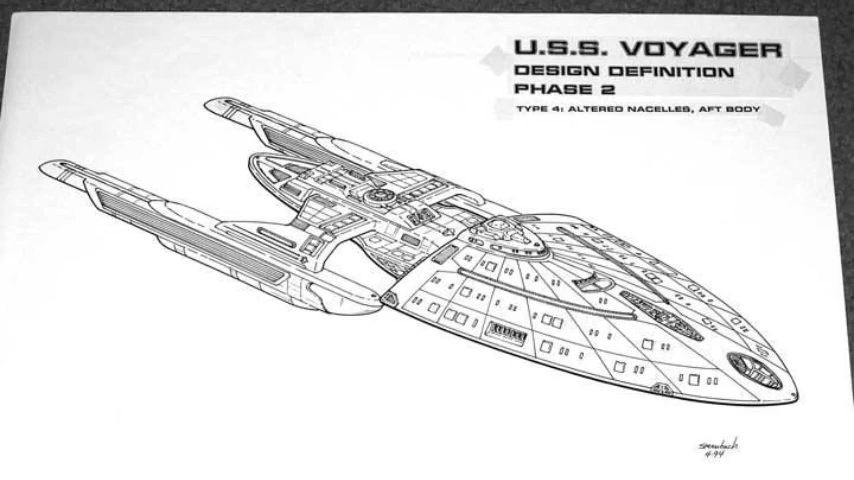 U.S.S. VOYAGER
DESIGN DEFINITION
PHASE 2
TYPE 4: ALTERED NACELLES, AFT BODY
Sternbach
4·94